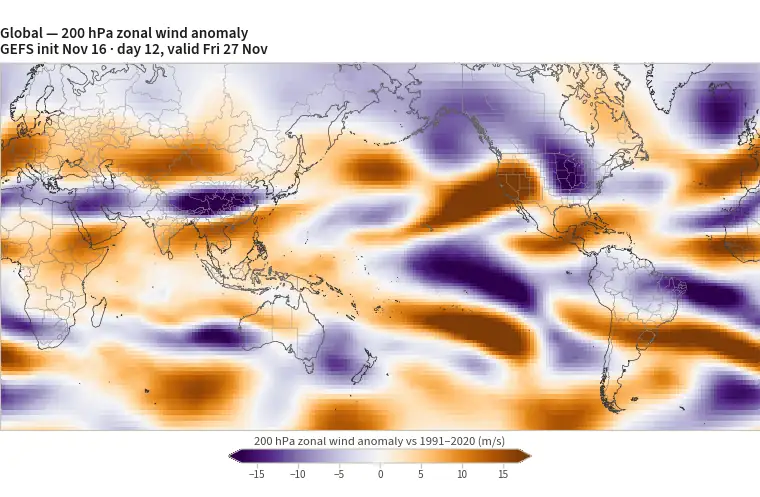 Global — 200 hPa zonal wind anomaly
GEFS init Nov 16 · day 12, valid Fri 27 Nov
200 hPa zonal wind anomaly vs 1991–2020 (m/s)
−15 −10 −5 0 5 10 15